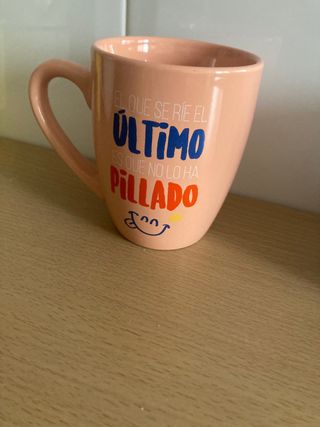 EL QUE SE RÍE EL
ÚLTIMO
ES QUE NO LO HA
PILLADO